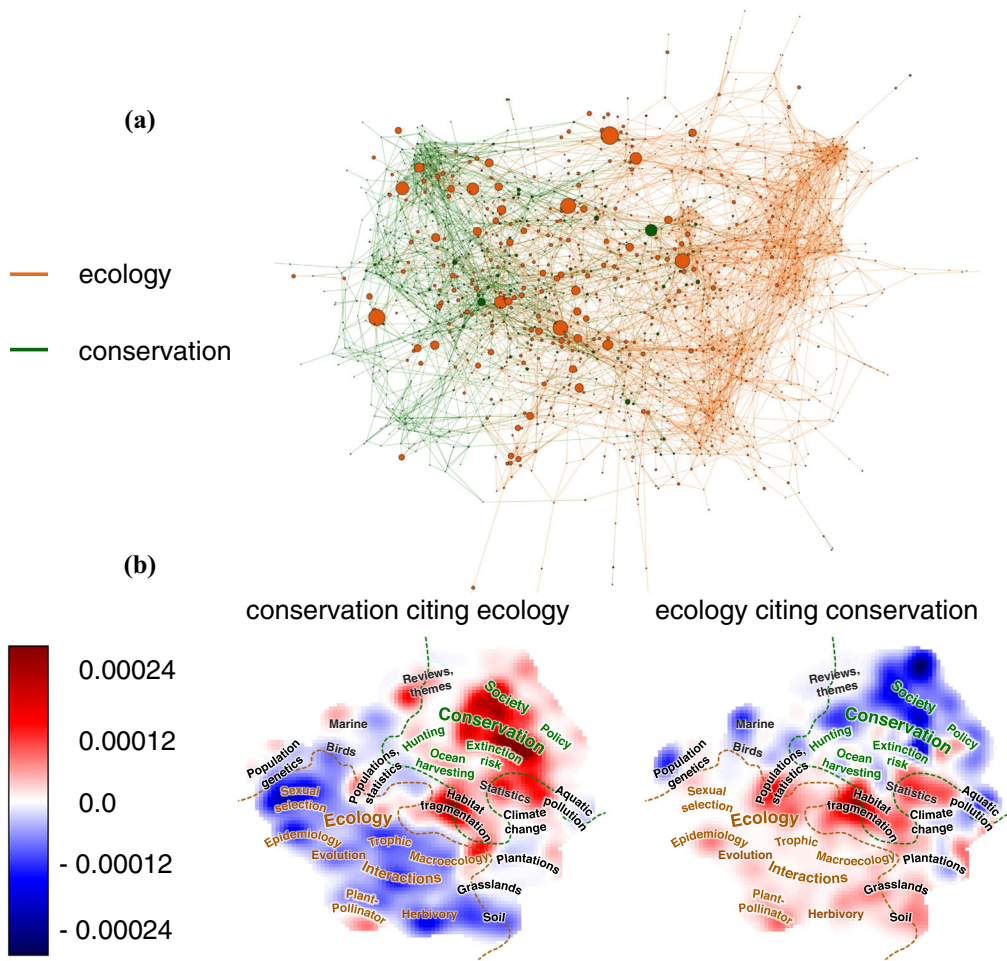 (a)
ecology
conservation
(b)
conservation citing ecology
ecology citing conservation
0.00024
0.00012
0.0
- 0.00012
- 0.00024
Reviews,
themes
Society
Marine
Conservation
Policy
Birds
Hunting
Population
genetics
Populations,
statistics
Ocean
harvesting
Extinction
risk
Sexual
selection
Statistics
Aquatic
pollution
Habitat
fragmentation
Ecology
Climate
change
Epidemiology
Trophic
Evolution
Macroecology
Plantations
Interactions
Grasslands
Plant-
Pollinator
Herbivory
Soil
Reviews,
themes
Society
Marine
Conservation
Policy
Birds
Hunting
Population
genetics
Populations,
statistics
Ocean
harvesting
Extinction
risk
Sexual
selection
Statistics
Aquatic
pollution
Habitat
fragmentation
Ecology
Climate
change
Epidemiology
Trophic
Evolution
Macroecology
Plantations
Interactions
Grasslands
Plant-
Pollinator
Herbivory
Soil